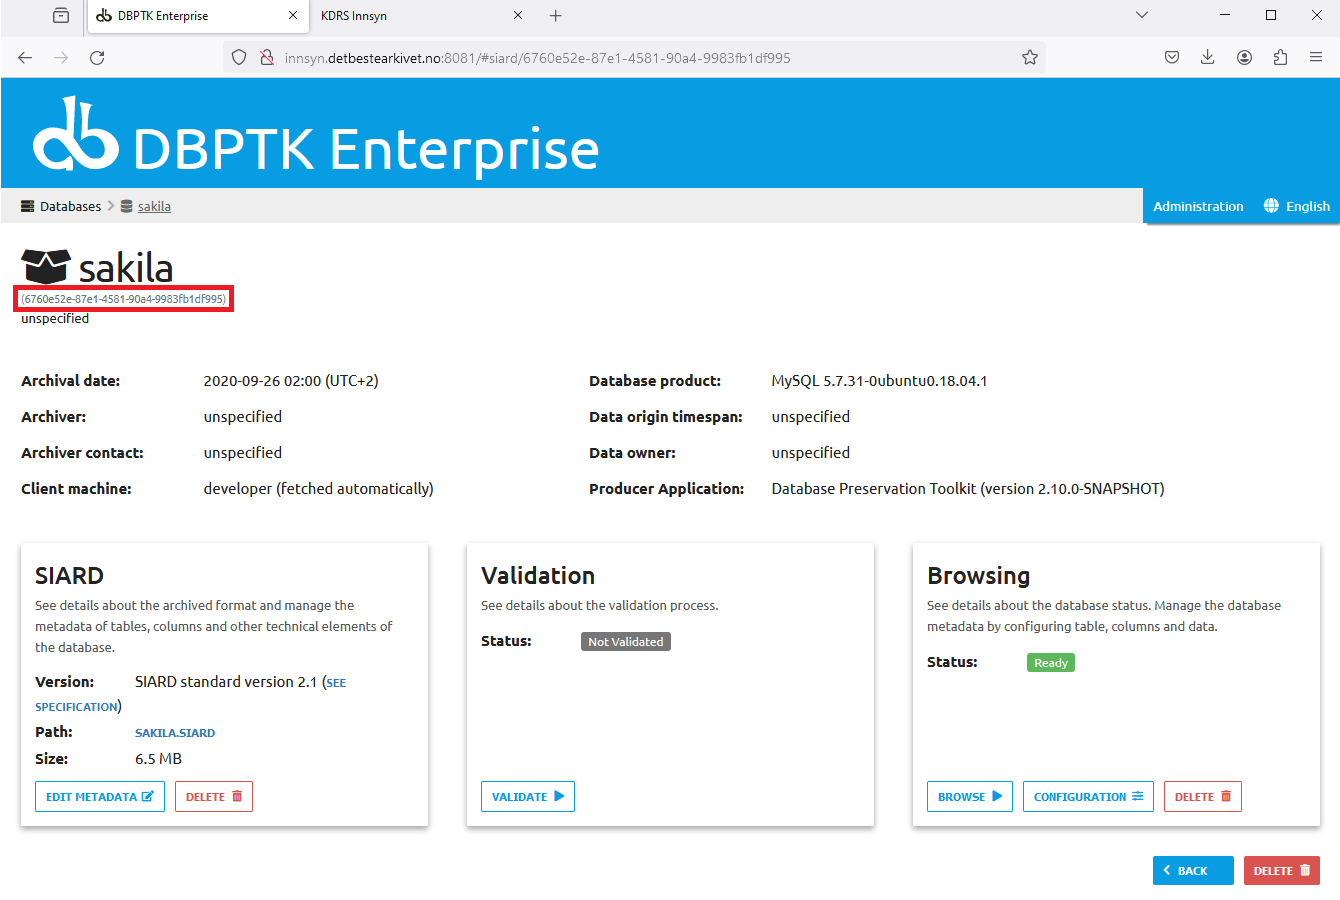 DBPTK Enterprise
KDRS Innsyn
innsyn.detbestearkivet.no:8081/#siard/6760e52e-87e1-4581-90a4-9983fb1df995
DBPTK Enterprise
Databases > sakila
Administration English
sakila
(6760e52e-87e1-4581-90a4-9983fb1df995)
unspecified
Archival date: 2020-09-26 02:00 (UTC+2) Database product: MySQL 5.7.31-0ubuntu0.18.04.1
Archiver: unspecified Data origin timespan: unspecified
Archiver contact: unspecified Data owner: unspecified
Client machine: developer (fetched automatically) Producer Application: Database Preservation Toolkit (version 2.10.0-SNAPSHOT)
SIARD
See details about the archived format and manage the
metadata of tables, columns and other technical elements of
the database.
Version: SIARD standard version 2.1 (SEE
SPECIFICATION)
Path: SAKILA.SIARD
Size: 6.5 MB
EDIT METADATA DELETE
Validation
See details about the validation process.
Status: Not Validated
VALIDATE
Browsing
See details about the database status. Manage the database
metadata by configuring table, columns and data.
Status: Ready
BROWSE CONFIGURATION DELETE
BACK DELETE